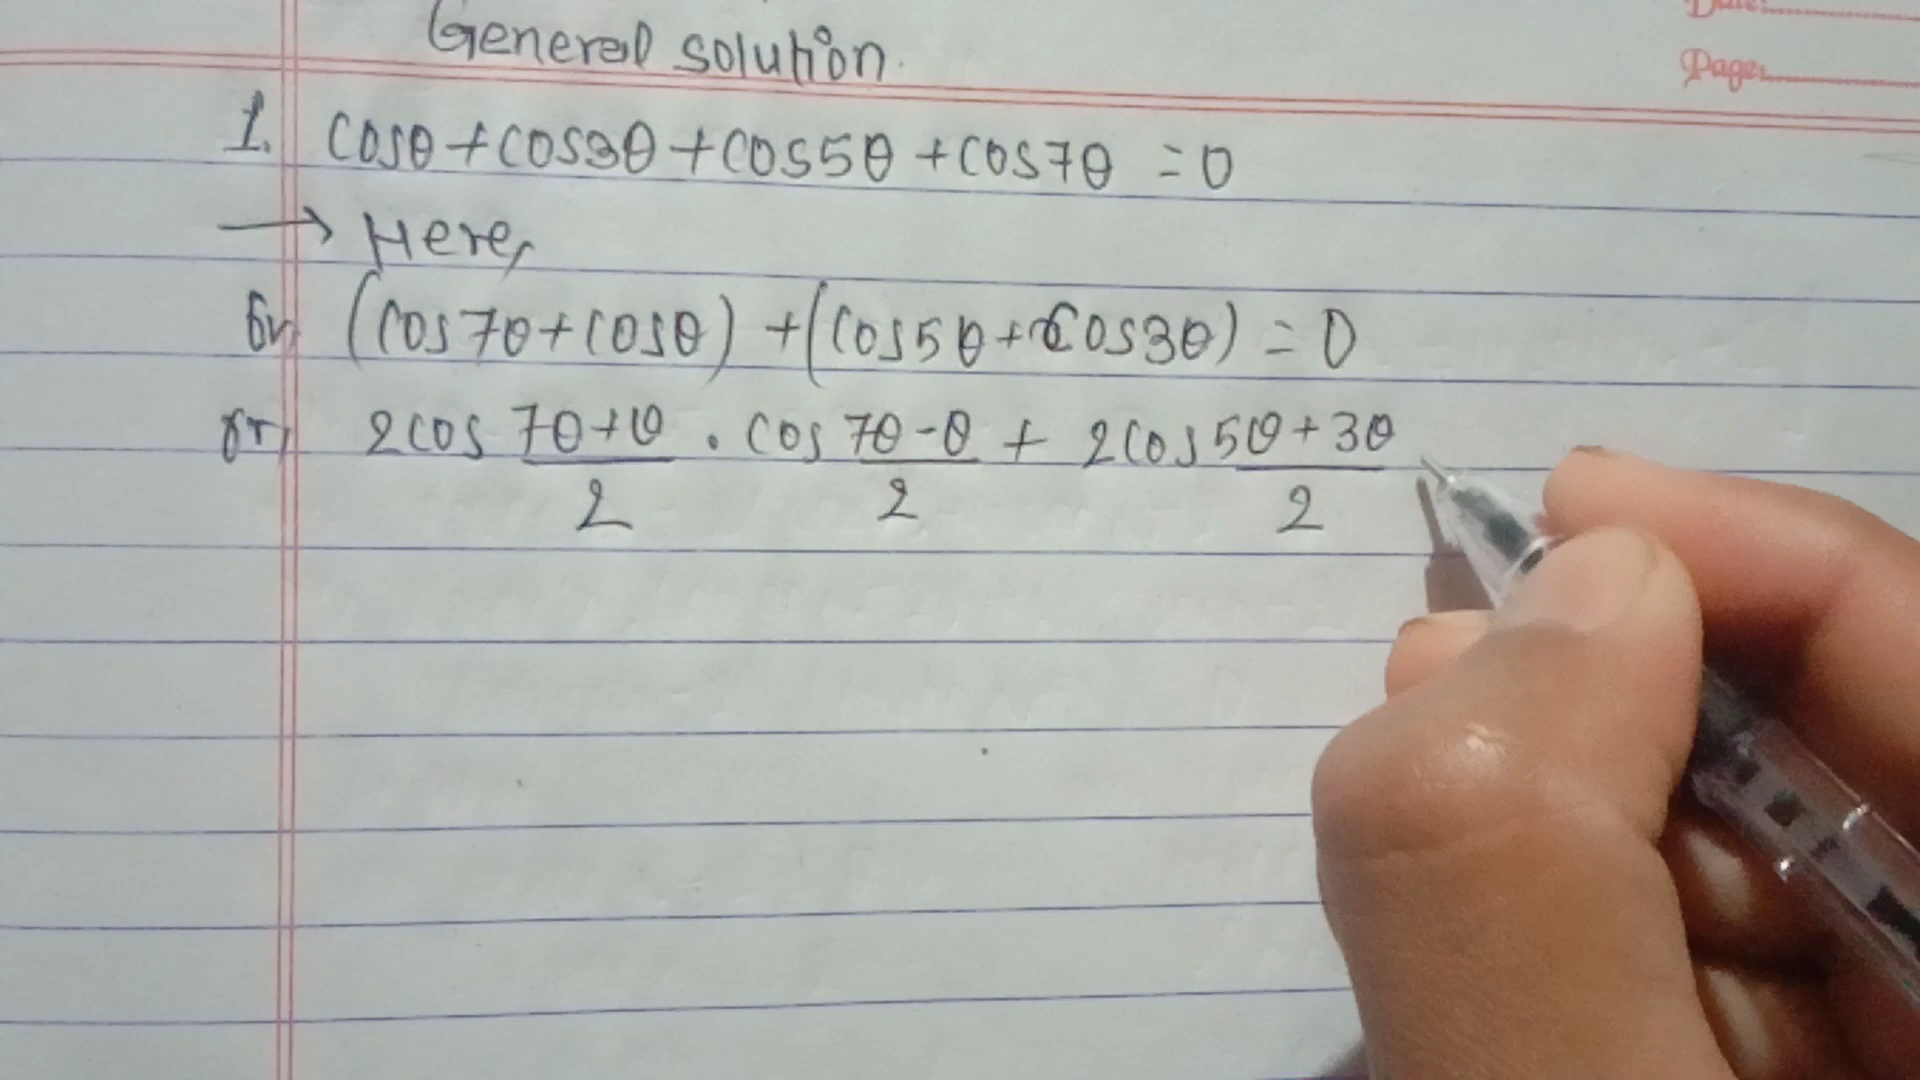 Date:
Page:
General solution.
1. cosθ+cos3θ+cos5θ+cos7θ =0
→ Here,
or, (cos7θ+cosθ) +(cos5θ+cos3θ) = 0
or, 2cos 7θ+θ/2 . cos 7θ-θ/2 + 2cos 5θ+3θ/2